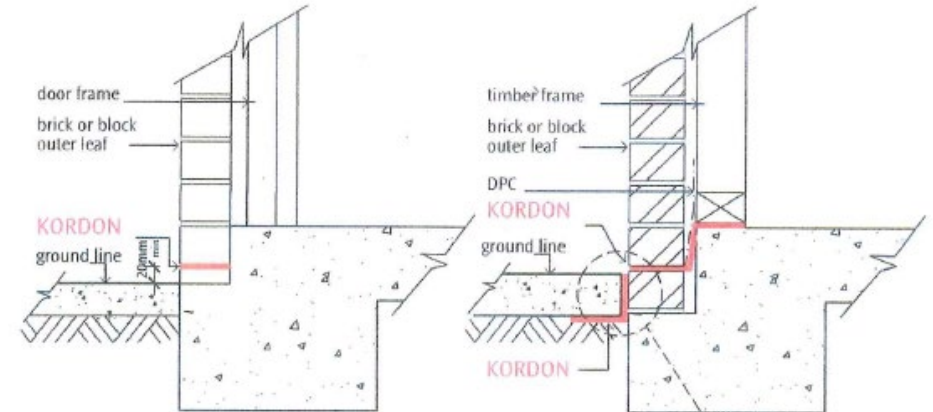 door frame
brick or block
outer leaf
KORDON
ground line
20mm
min
timber frame
brick or block
outer leaf
DPC
KORDON
ground line
KORDON